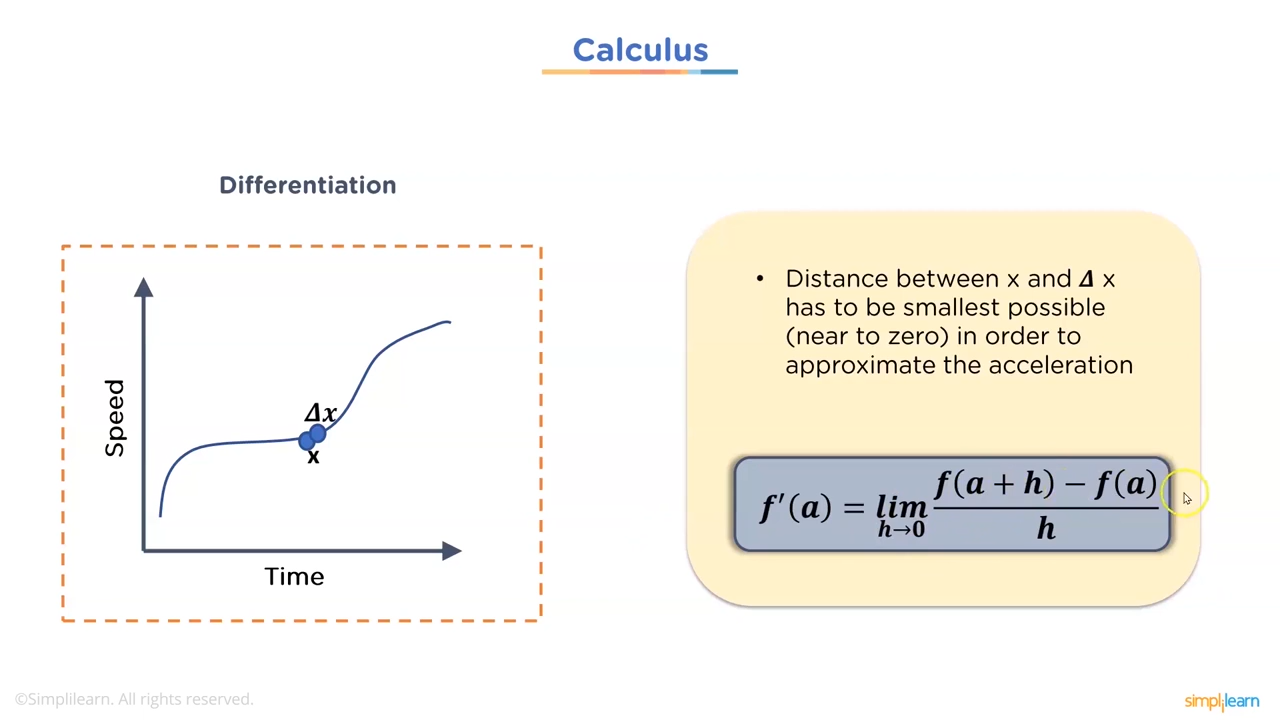 Calculus
Differentiation
Speed
Δx
x
Time
• Distance between x and Δ x
has to be smallest possible
(near to zero) in order to
approximate the acceleration
f′(a) = lim h→0 f(a + h) − f(a) / h
©Simplilearn. All rights reserved.
simplilearn